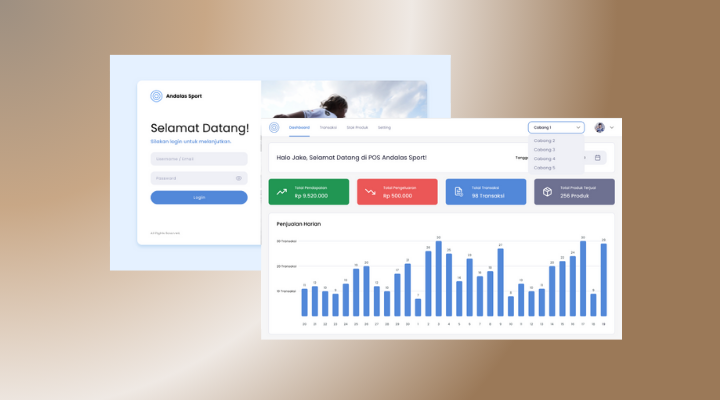 Andalas Sport
Selamat Datang!
Silakan login untuk melanjutkan.
Username / Email
Password
Login
All Rights Reserved
Dashboard
Transaksi
Stok Produk
Setting
Cabang 1
Cabang 2
Cabang 3
Cabang 4
Cabang 5
Halo Jake, Selamat Datang di POS Andalas Sport!
Total Pendapatan
Rp 9.520.000
Total Pengeluaran
Rp 500.000
Total Transaksi
98 Transaksi
Total Produk Terjual
256 Produk
Penjualan Harian
30 Transaksi
20 Transaksi
10 Transaksi
20 21 22 23 24 25 26 27 28 29 30 1 2 3 4 5 6 7 8 9 10 11 12 13 14 15 16 17 18 19